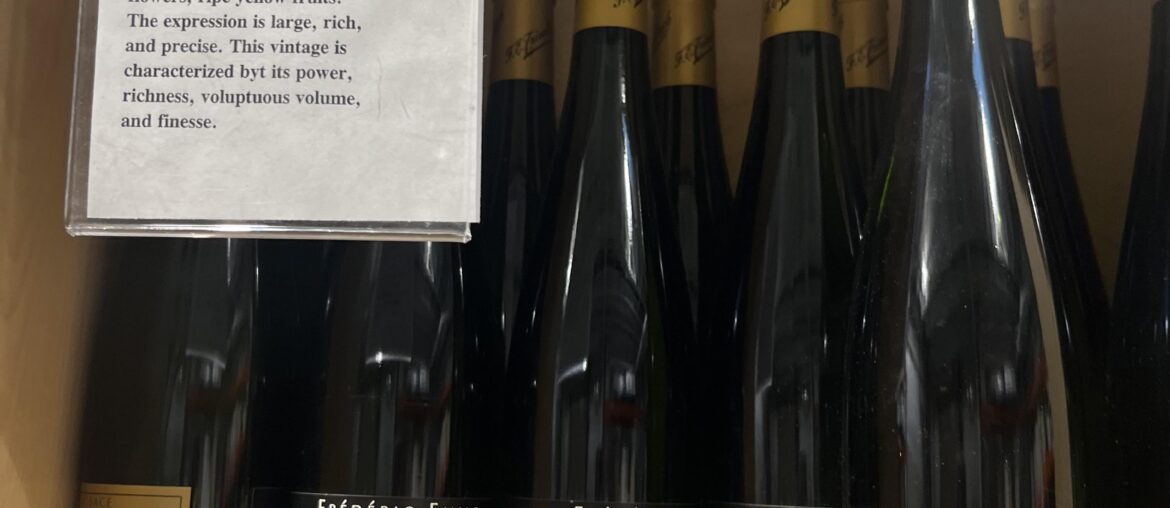 flowers, ripe yellow fruits.
The expression is large, rich,
and precise. This vintage is
characterized byt its power,
richness, voluptuous volume,
and finesse.
FRÉDÉRIC